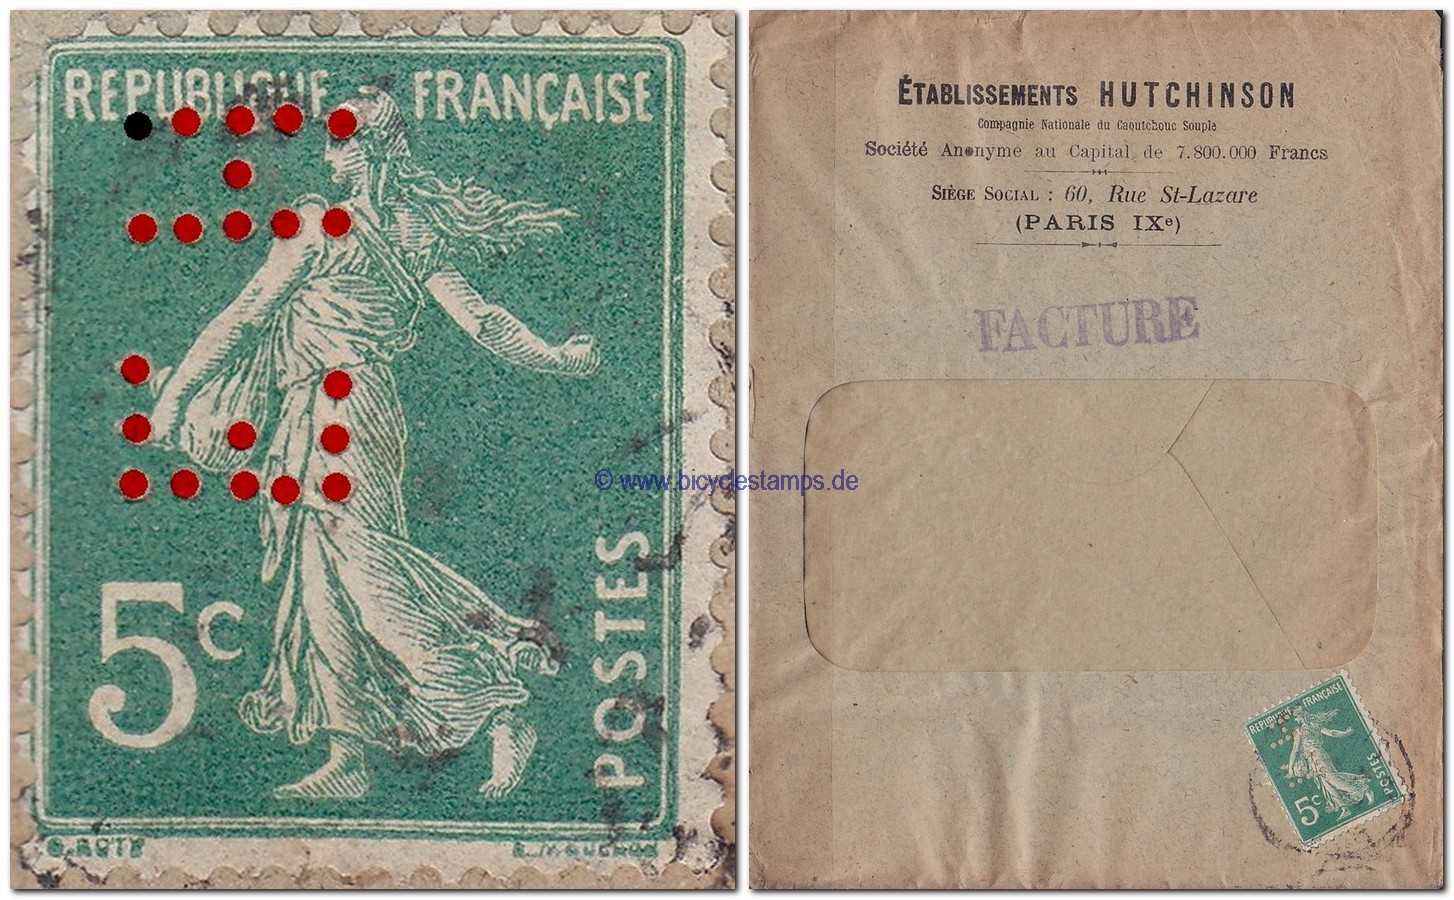 REPUBLIQUE FRANÇAISE
5c
POSTES
© www.bicyclestamps.de
ÉTABLISSEMENTS HUTCHINSON
Compagnie Nationale du Caoutchouc Souple
Société Anonyme au Capital de 7.800.000 Francs
SIÈGE SOCIAL : 60, Rue St-Lazare
(PARIS IXe)
FACTURE
REPUBLIQUE FRANÇAISE
5c
POSTES